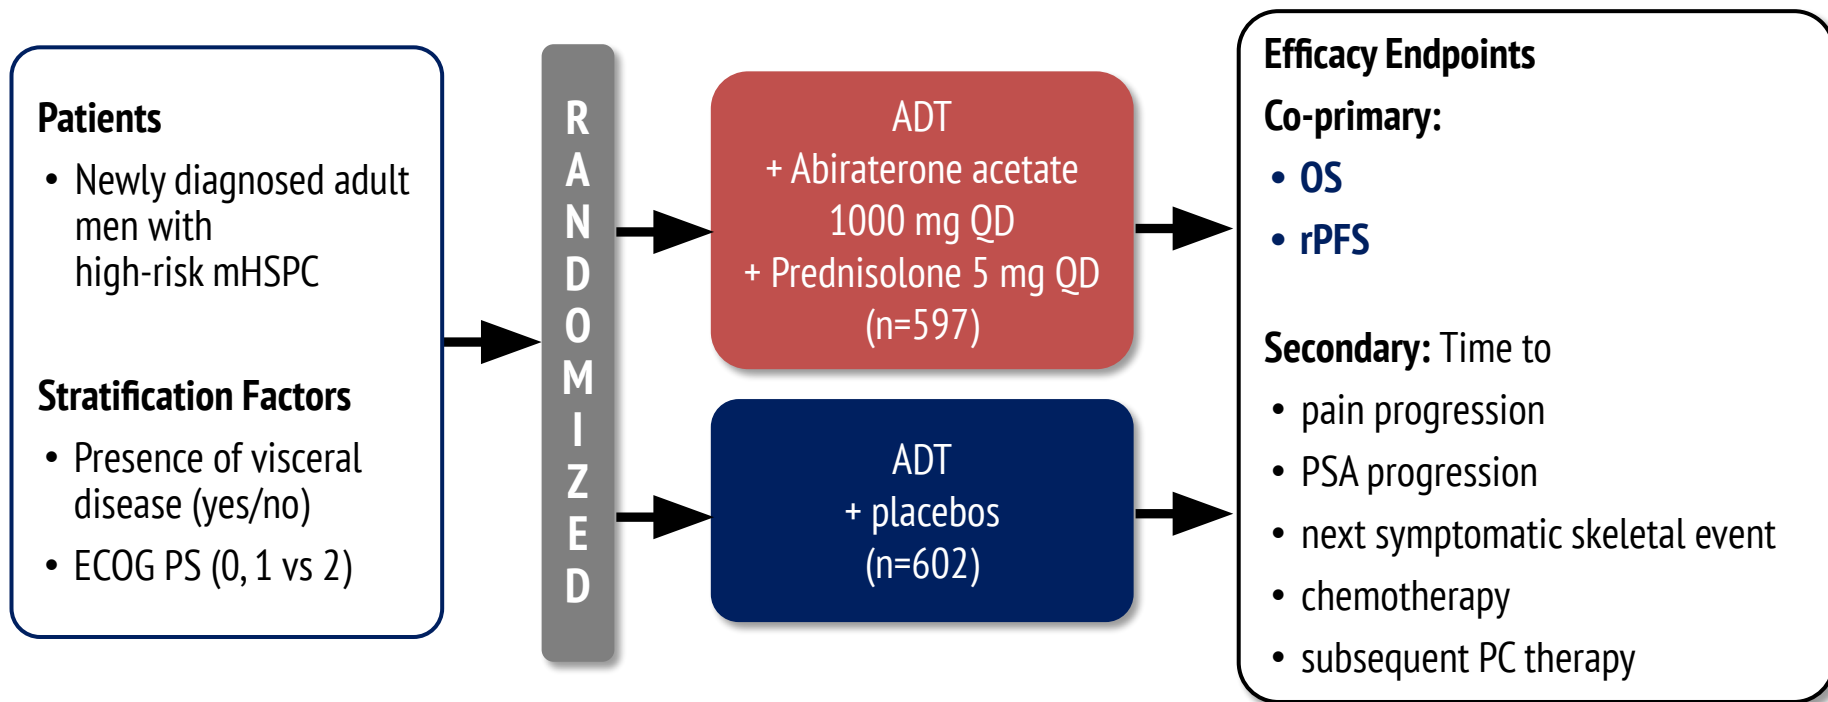 Patients
• Newly diagnosed adult
men with
high-risk mHSPC
Stratification Factors
• Presence of visceral
disease (yes/no)
• ECOG PS (0, 1 vs 2)
RANDOMIZED
ADT
+ Abiraterone acetate
1000 mg QD
+ Prednisolone 5 mg QD
(n=597)
ADT
+ placebos
(n=602)
Efficacy Endpoints
Co-primary:
• OS
• rPFS
Secondary: Time to
• pain progression
• PSA progression
• next symptomatic skeletal event
• chemotherapy
• subsequent PC therapy